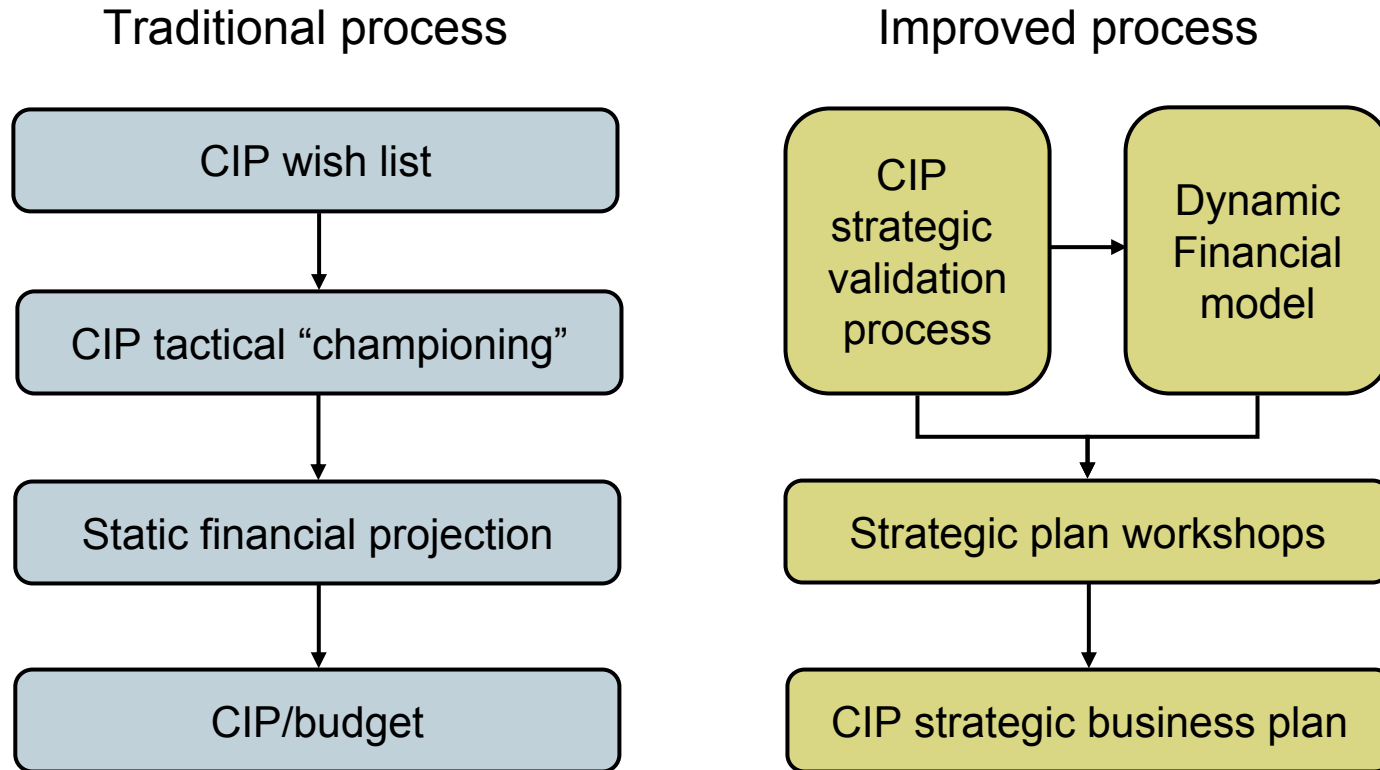 Traditional process
CIP wish list
CIP tactical “championing”
Static financial projection
CIP/budget
Improved process
CIP
strategic
validation
process
Dynamic
Financial
model
Strategic plan workshops
CIP strategic business plan